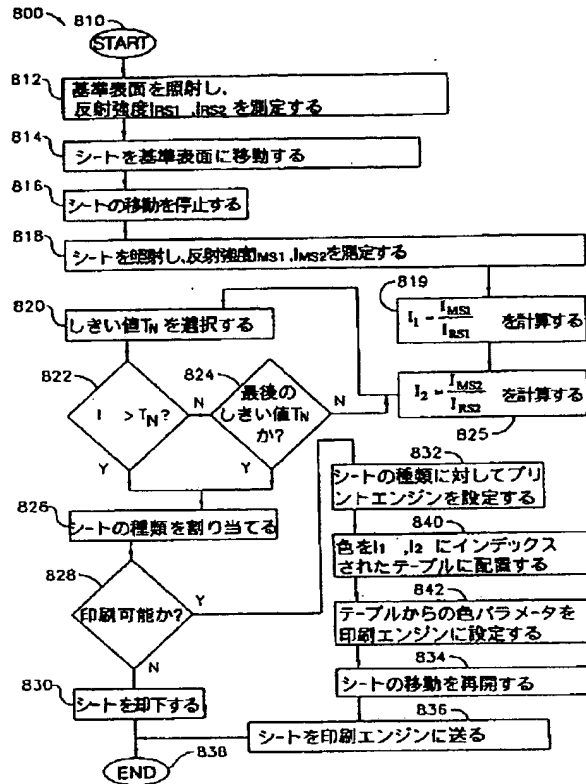 800
810
START
812
基準表面を照射し、
反射強度IRS1 ,IRS2 を測定する
814
シートを基準表面に移動する
816
シートの移動を停止する
818
シートを照射し、反射強度IMS1,IMS2を測定する
819
I1 = IMS1 / IRS1 を計算する
820
しきい値TN を選択する
822
I > TN?
824
最後の
しきい値TN
か?
N
N
Y
Y
I2 = IMS2 / IRS2 を計算する
825
826
シートの種類を割り当てる
828
印刷可能か?
Y
N
830
シートを却下する
832
シートの種類に対してプリ
ントエンジンを設定する
840
色をI1 ,I2 にインデックス
されたテーブルに配置する
842
テーブルからの色パラメータを
印刷エンジンに設定する
834
シートの移動を再開する
836
シートを印刷エンジンに送る
END
838